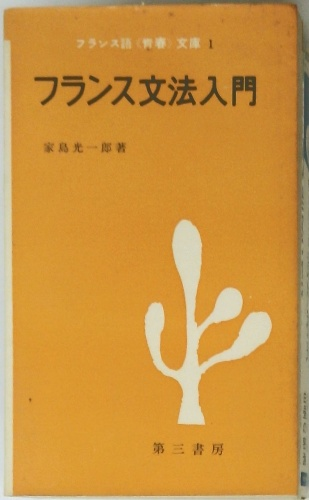 フランス語〈青春〉文庫 1
フランス文法入門
家島光一郎著
第三書房